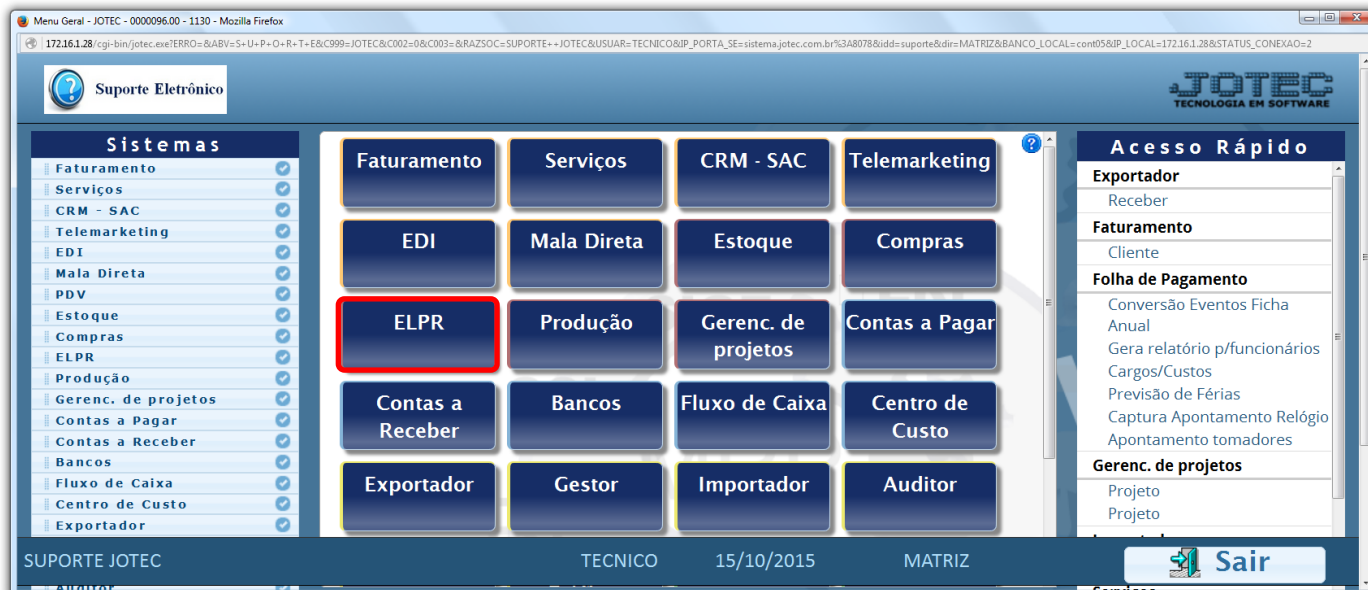 Menu Geral - JOTEC - 0000096.00 - 1130 - Mozilla Firefox
172.16.1.28/cgi-bin/jotec.exe?ERRO=&ABV=S+U+P+O+R+T+E&C999=JOTEC&C002=0&C003=&RAZSOC=SUPORTE++JOTEC&USUAR=TECNICO&IP_PORTA_SE=sistema.jotec.com.br%3A8078&idd=suporte&dir=MATRIZ&BANCO_LOCAL=cont05&IP_LOCAL=172.16.1.28&STATUS_CONEXAO=2
Suporte Eletrônico
JOTEC
TECNOLOGIA EM SOFTWARE
Sistemas
Faturamento
Serviços
CRM - SAC
Telemarketing
EDI
Mala Direta
PDV
Estoque
Compras
ELPR
Produção
Gerenc. de projetos
Contas a Pagar
Contas a Receber
Bancos
Fluxo de Caixa
Centro de Custo
Exportador
Auditor
Faturamento
Serviços
CRM - SAC
Telemarketing
EDI
Mala Direta
Estoque
Compras
ELPR
Produção
Gerenc. de
projetos
Contas a Pagar
Contas a
Receber
Bancos
Fluxo de Caixa
Centro de
Custo
Exportador
Gestor
Importador
Auditor
Acesso Rápido
Exportador
Receber
Faturamento
Cliente
Folha de Pagamento
Conversão Eventos Ficha
Anual
Gera relatório p/funcionários
Cargos/Custos
Previsão de Férias
Captura Apontamento Relógio
Apontamento tomadores
Gerenc. de projetos
Projeto
Projeto
SUPORTE JOTEC
TECNICO
15/10/2015
MATRIZ
Sair